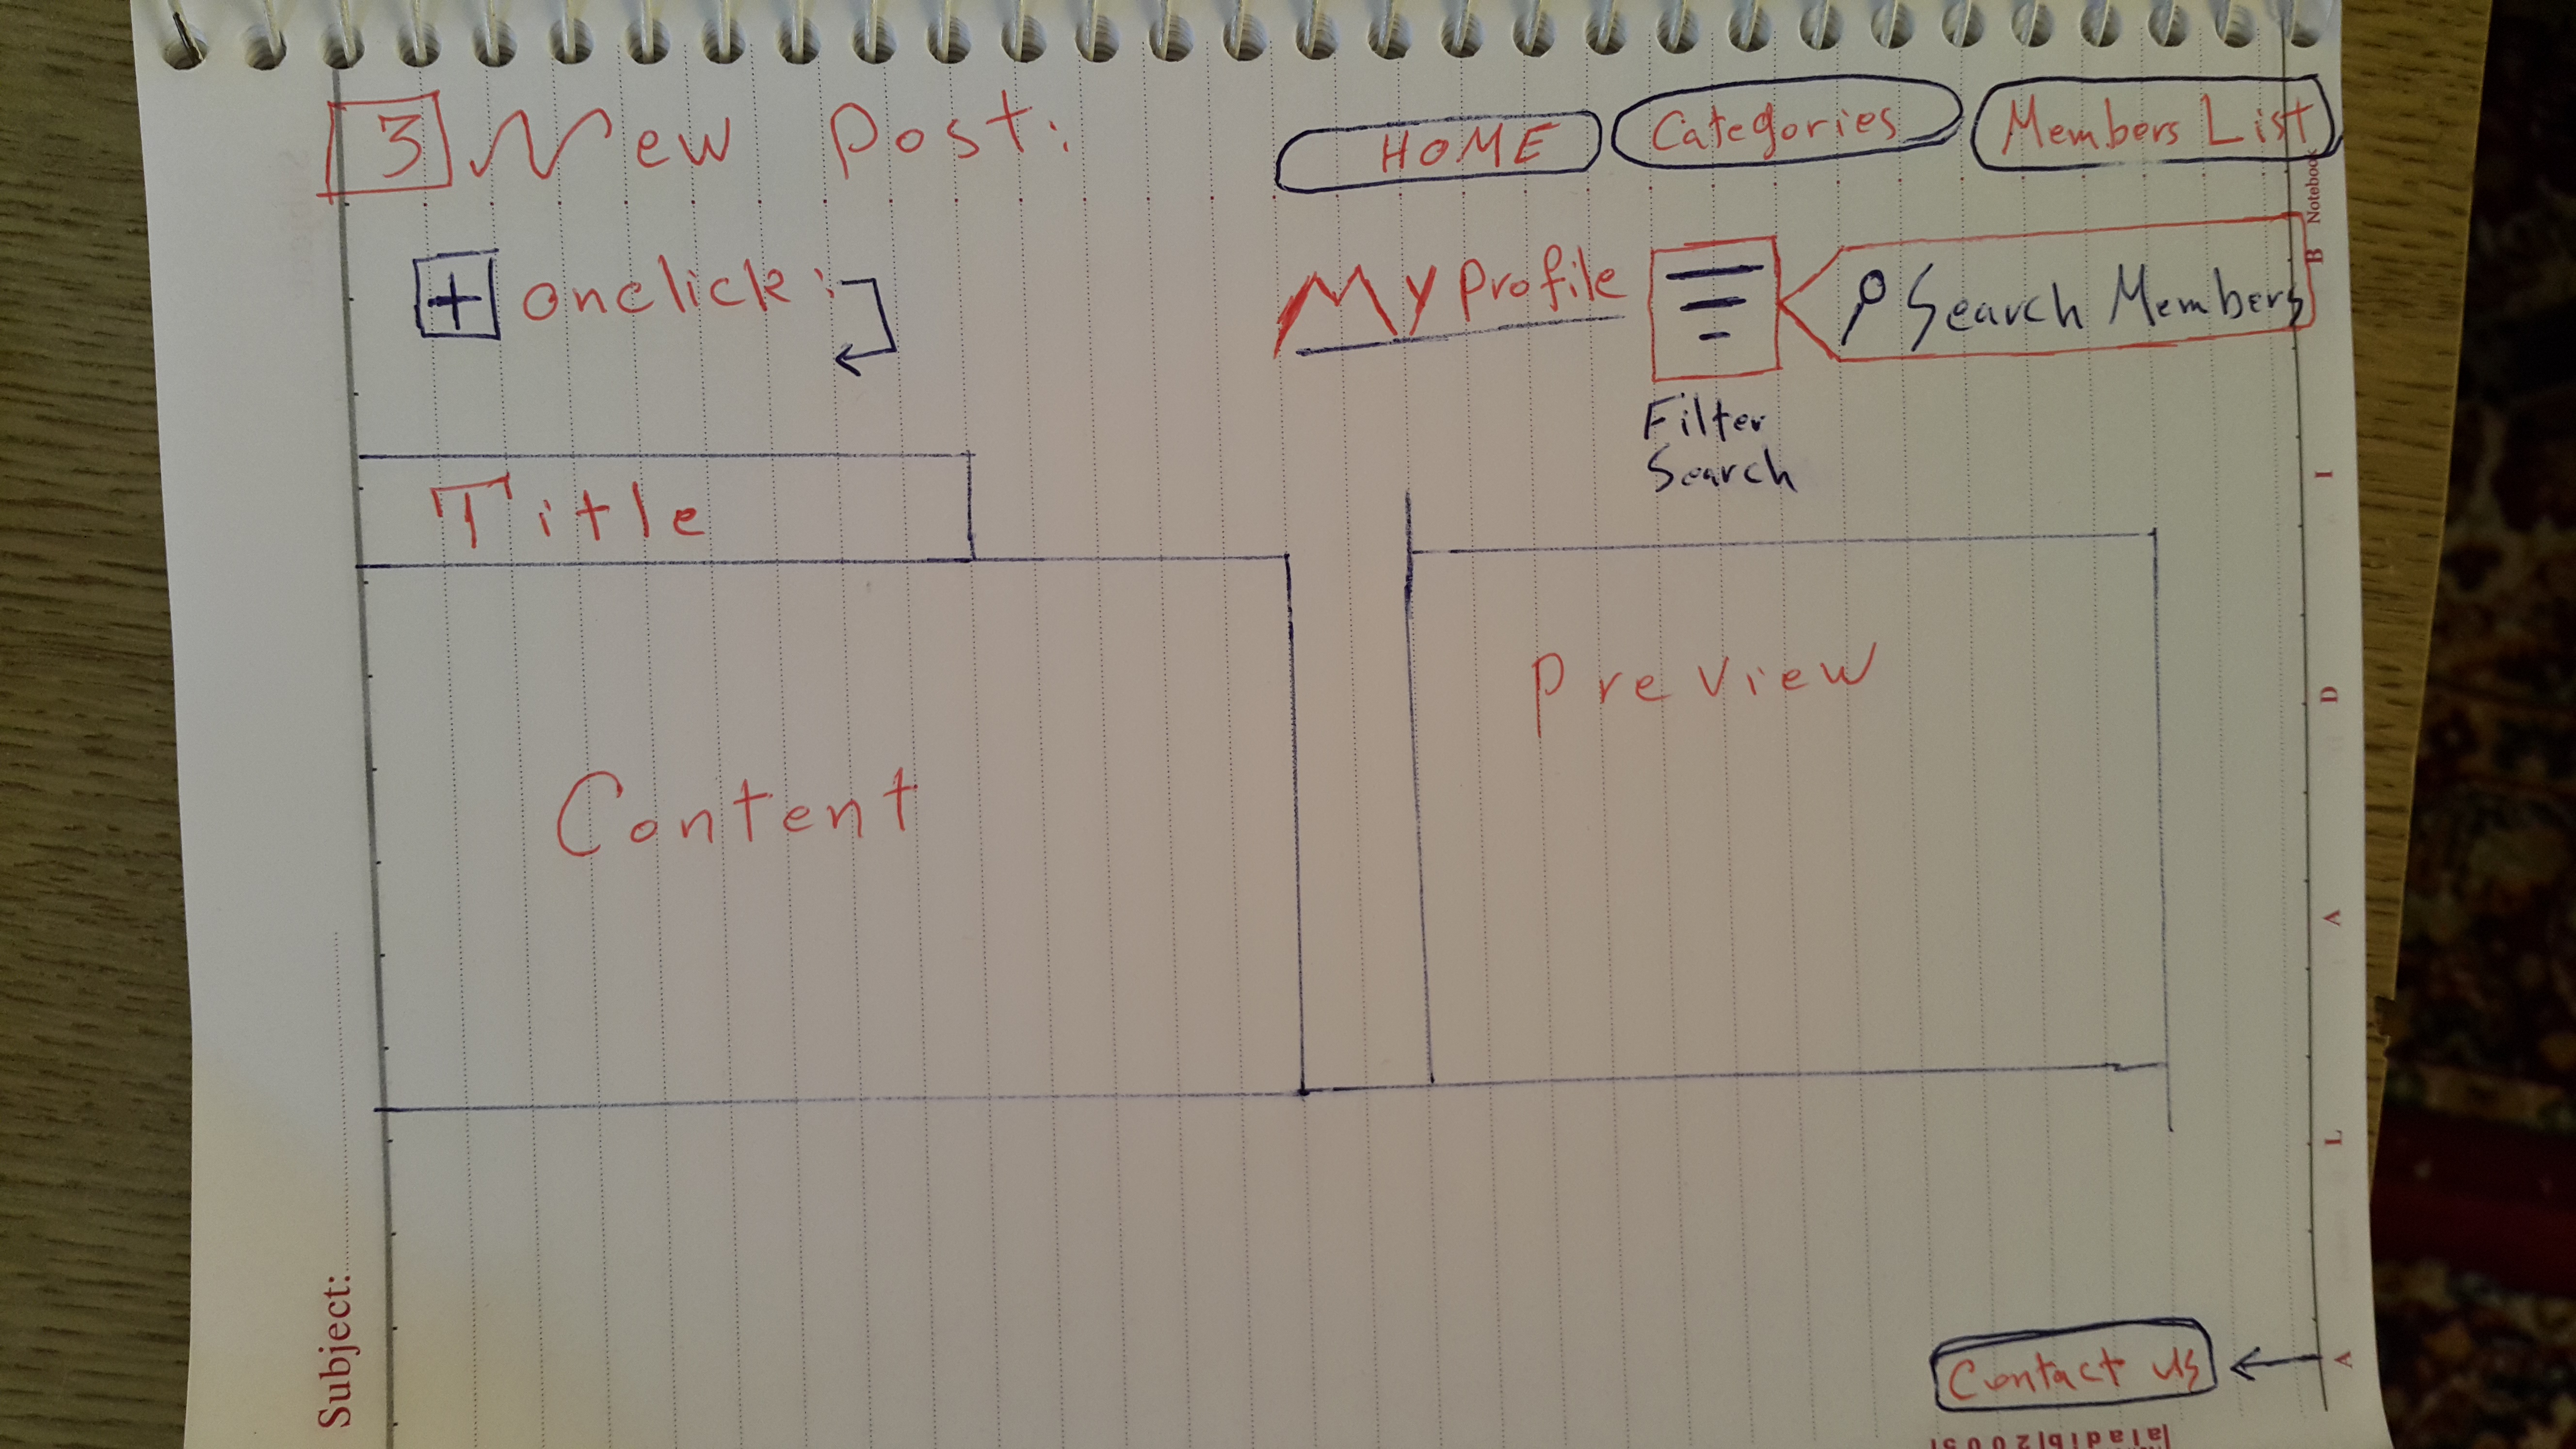 3 New Post:
HOME Categories Members List
+ onclick:
My Profile Search Members
Filter
Search
Title
Content
Preview
Contact us
Subject:
Notebook
B
I
D
A
L
A